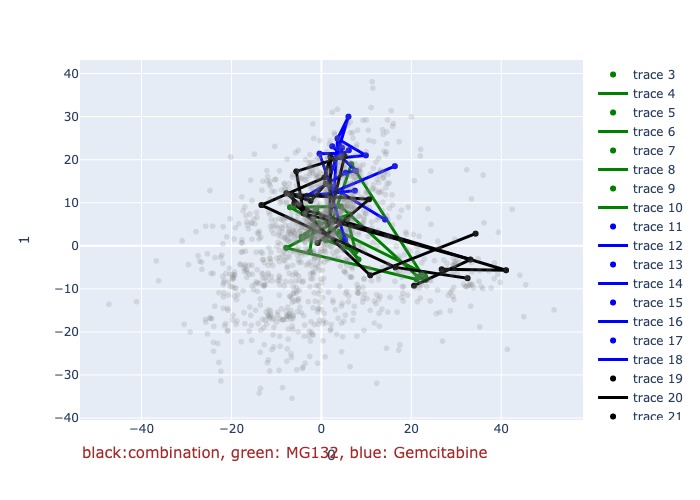 40
30
20
10
0
−10
−20
−30
−40
1
−40
−20
0
20
40
0
black:combination, green: MG132, blue: Gemcitabine
trace 3
trace 4
trace 5
trace 6
trace 7
trace 8
trace 9
trace 10
trace 11
trace 12
trace 13
trace 14
trace 15
trace 16
trace 17
trace 18
trace 19
trace 20
trace 21